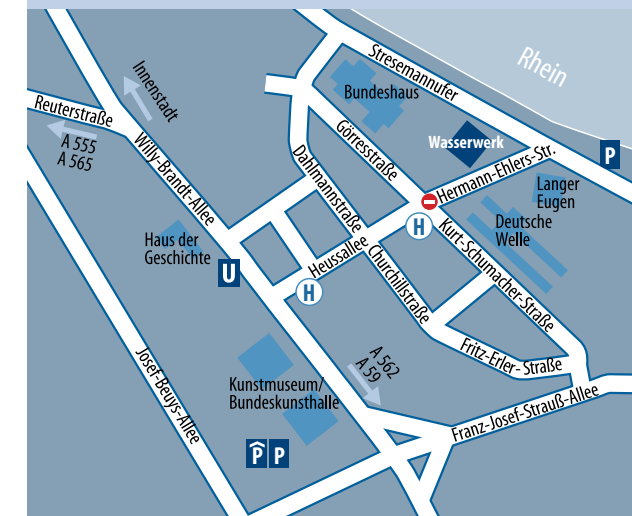 Rhein
Stresemannufer
Innenstadt
Bundeshaus
Reuterstraße
A 555
A 565
Görresstraße
Wasserwerk
Willy-Brandt-Allee
Dahlmannstraße
Hermann-Ehlers-Str.
P
Langer
Eugen
Deutsche
Welle
H
Haus der
Geschichte
U
Heussallee
H
Churchillstraße
Kurt-Schumacher-Straße
Fritz-Erler- Straße
A 562
A 59
Josef-Beuys-Allee
Kunstmuseum/
Bundeskunsthalle
Franz-Josef-Strauß-Allee
P P